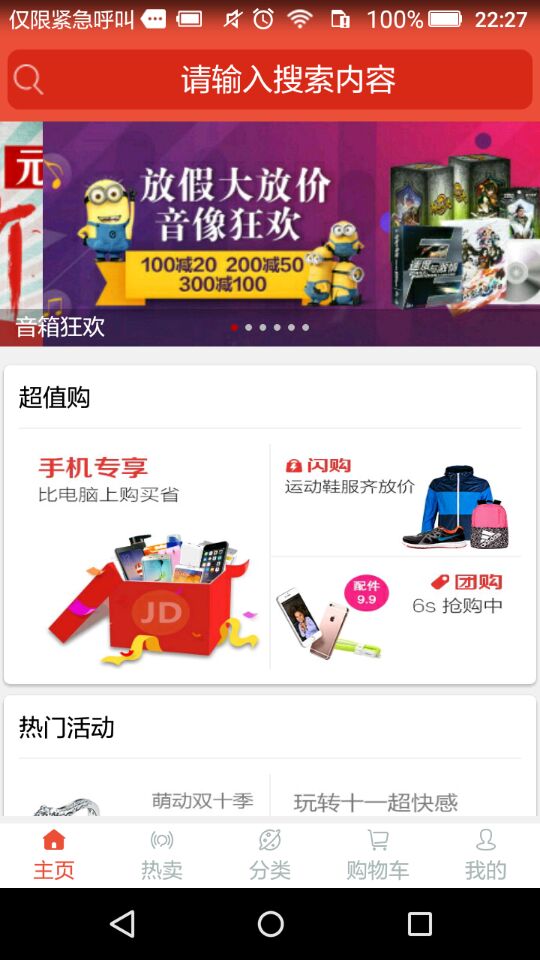 仅限紧急呼叫 100% 22:27
请输入搜索内容
元
放假大放价
音像狂欢
100减20 200减50
300减100
速度与激情
音箱狂欢
超值购
手机专享
比电脑上购买省
JD
闪购
运动鞋服齐放价
配件
9.9
团购
6s 抢购中
热门活动
萌动双十季
玩转十一超快感
主页 热卖 分类 购物车 我的